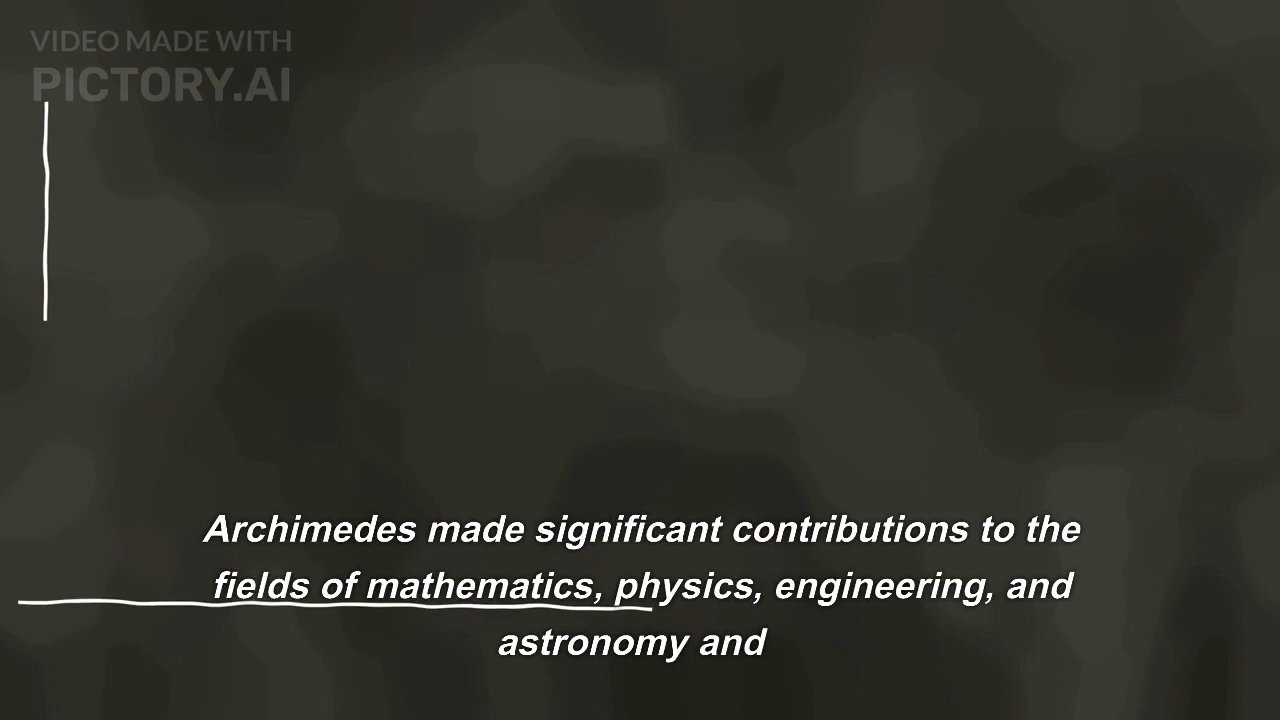 VIDEO MADE WITH
PICTORY.AI
Archimedes made significant contributions to the
fields of mathematics, physics, engineering, and
astronomy and